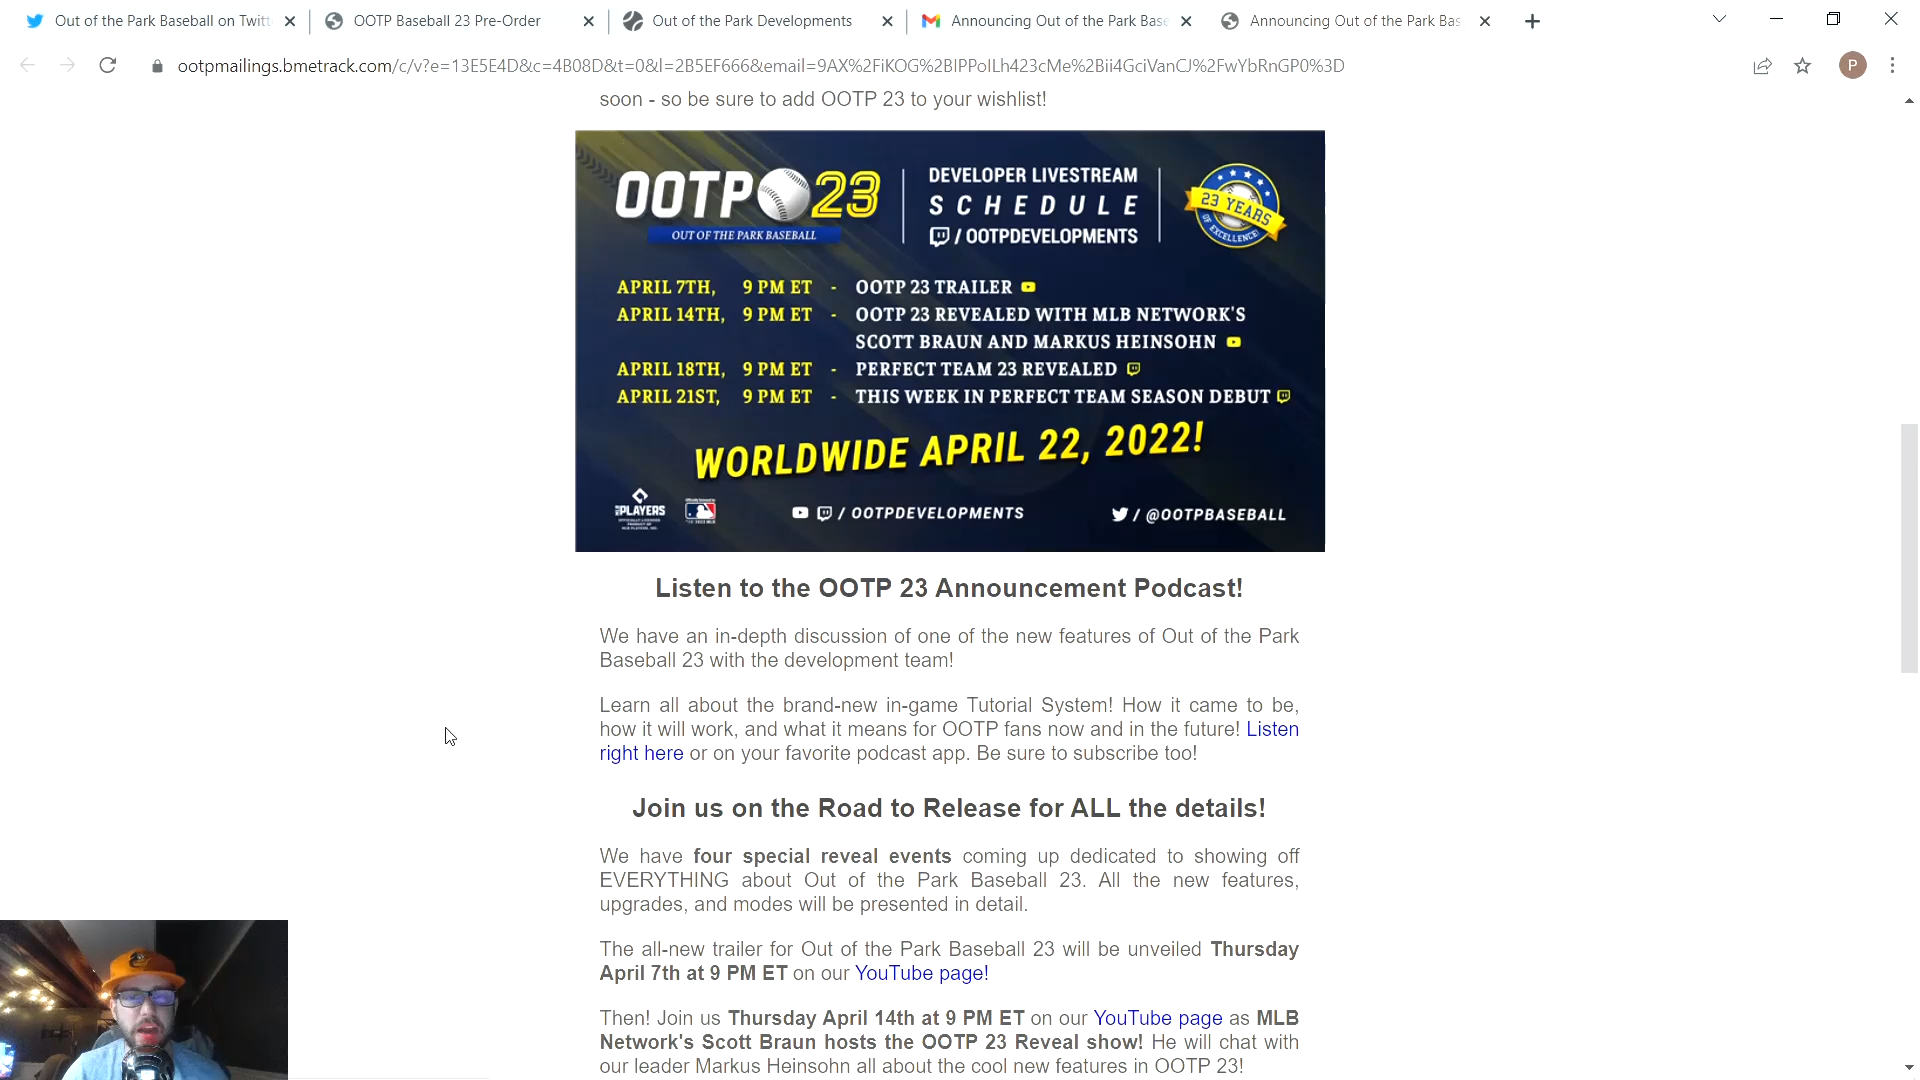 Out of the Park Baseball on Twitt
OOTP Baseball 23 Pre-Order
Out of the Park Developments
Announcing Out of the Park Base
Announcing Out of the Park Bas
ootpmailings.bmetrack.com/c/v?e=13E5E4D&c=4B08D&t=0&l=2B5EF666&email=9AX%2FiKOG%2BIPPoILh423cMe%2Bii4GciVanCJ%2FwYbRnGP0%3D
P
soon - so be sure to add OOTP 23 to your wishlist!
OOTP 23
OUT OF THE PARK BASEBALL
DEVELOPER LIVESTREAM
SCHEDULE
/ OOTPDEVELOPMENTS
23 YEARS
OF EXCELLENCE!
APRIL 7TH, 9 PM ET - OOTP 23 TRAILER
APRIL 14TH, 9 PM ET - OOTP 23 REVEALED WITH MLB NETWORK'S
SCOTT BRAUN AND MARKUS HEINSOHN
APRIL 18TH, 9 PM ET - PERFECT TEAM 23 REVEALED
APRIL 21ST, 9 PM ET - THIS WEEK IN PERFECT TEAM SEASON DEBUT
WORLDWIDE APRIL 22, 2022!
PLAYERS
/ OOTPDEVELOPMENTS
/ @OOTPBASEBALL
Listen to the OOTP 23 Announcement Podcast!
We have an in-depth discussion of one of the new features of Out of the Park
Baseball 23 with the development team!
Learn all about the brand-new in-game Tutorial System! How it came to be,
how it will work, and what it means for OOTP fans now and in the future! Listen
right here or on your favorite podcast app. Be sure to subscribe too!
Join us on the Road to Release for ALL the details!
We have four special reveal events coming up dedicated to showing off
EVERYTHING about Out of the Park Baseball 23. All the new features,
upgrades, and modes will be presented in detail.
The all-new trailer for Out of the Park Baseball 23 will be unveiled Thursday
April 7th at 9 PM ET on our YouTube page!
Then! Join us Thursday April 14th at 9 PM ET on our YouTube page as MLB
Network's Scott Braun hosts the OOTP 23 Reveal show! He will chat with
our leader Markus Heinsohn all about the cool new features in OOTP 23!